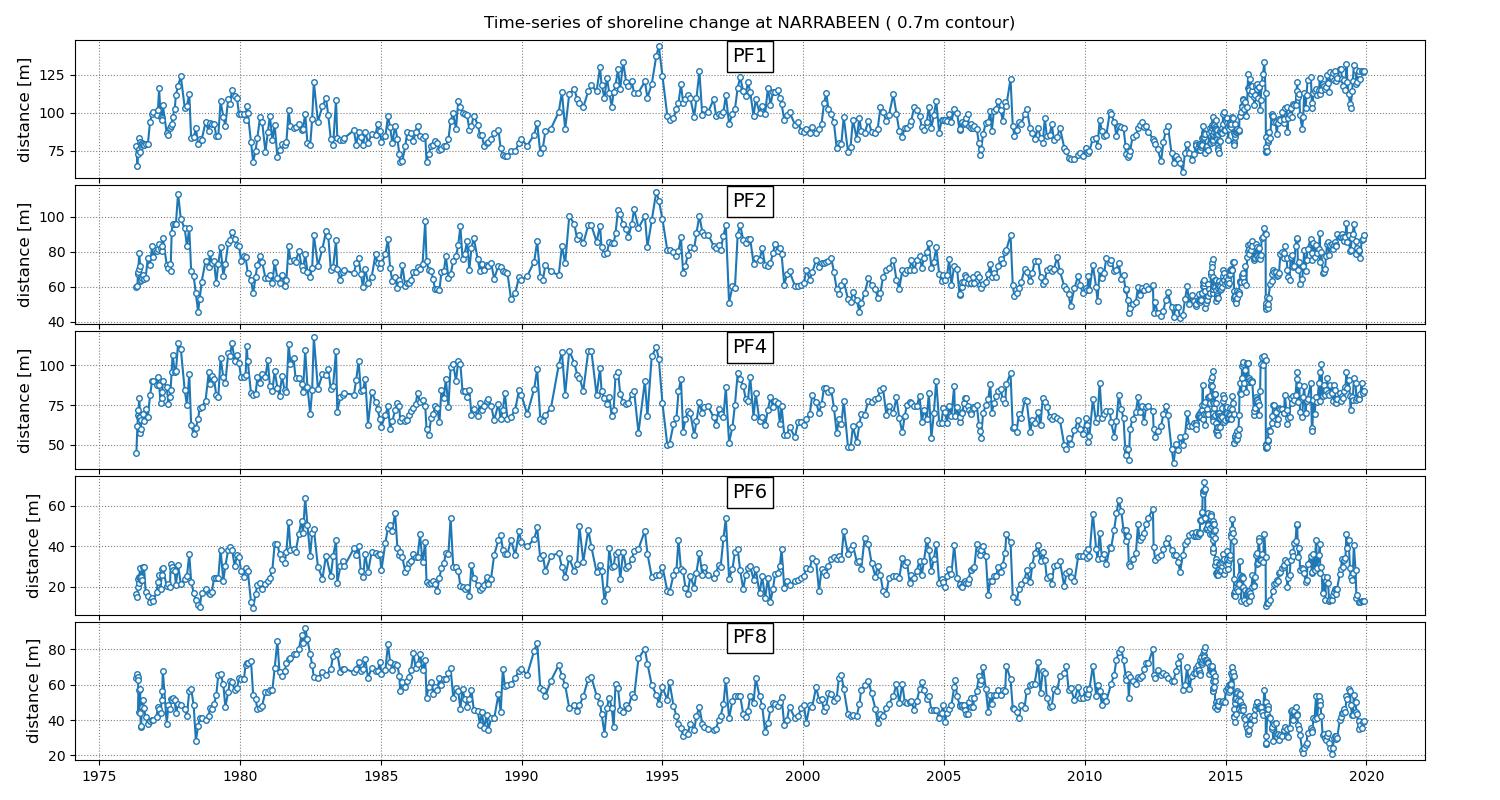 Time-series of shoreline change at NARRABEEN ( 0.7m contour)
PF1
distance [m]
125
100
75
PF2
distance [m]
100
80
60
40
PF4
distance [m]
100
75
50
PF6
distance [m]
60
40
20
PF8
distance [m]
80
60
40
20
1975 1980 1985 1990 1995 2000 2005 2010 2015 2020